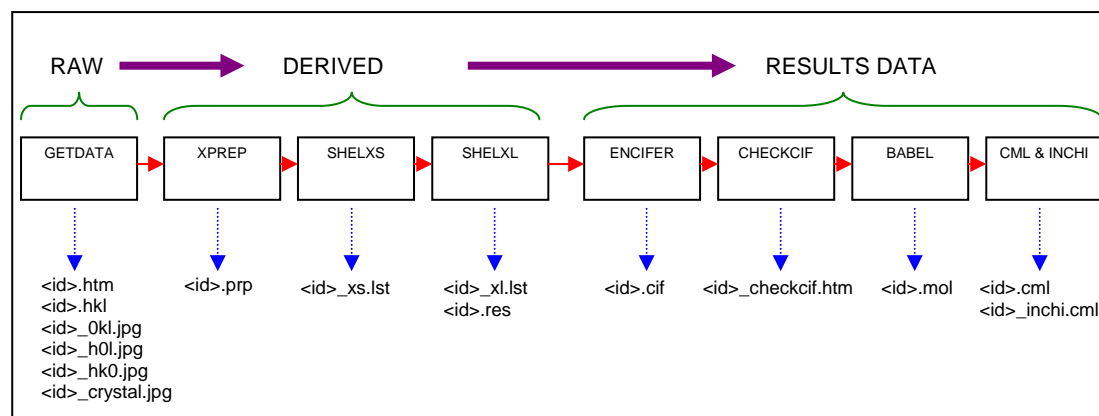 RAW
DERIVED
RESULTS DATA
GETDATA
XPREP
SHELXS
SHELXL
ENCIFER
CHECKCIF
BABEL
CML & INCHI
<id>.htm
<id>.hkl
<id>_0kl.jpg
<id>_h0l.jpg
<id>_hk0.jpg
<id>_crystal.jpg
<id>.prp
<id>_xs.lst
<id>_xl.lst
<id>.res
<id>.cif
<id>_checkcif.htm
<id>.mol
<id>.cml
<id>_inchi.cml